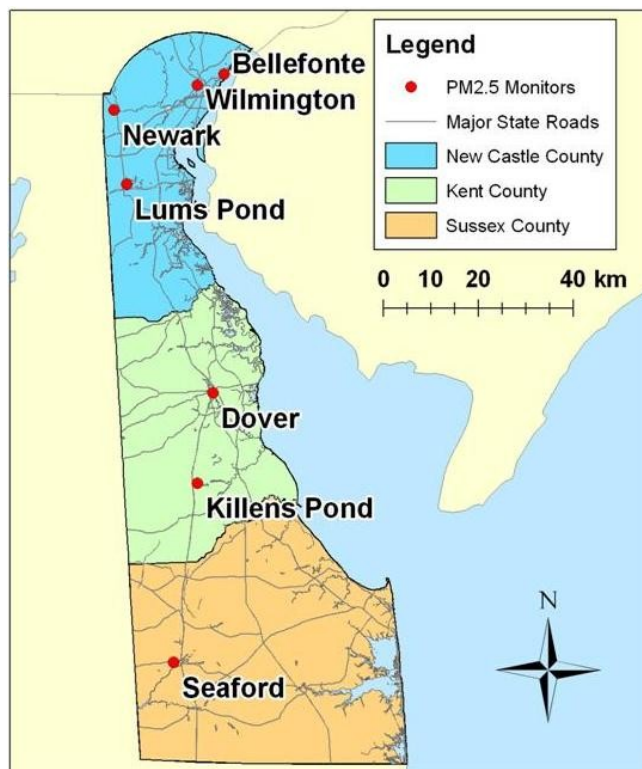 Legend
PM2.5 Monitors
Major State Roads
New Castle County
Kent County
Sussex County
0 10 20 40 km
Bellefonte
Wilmington
Newark
Lums Pond
Dover
Killens Pond
Seaford
N